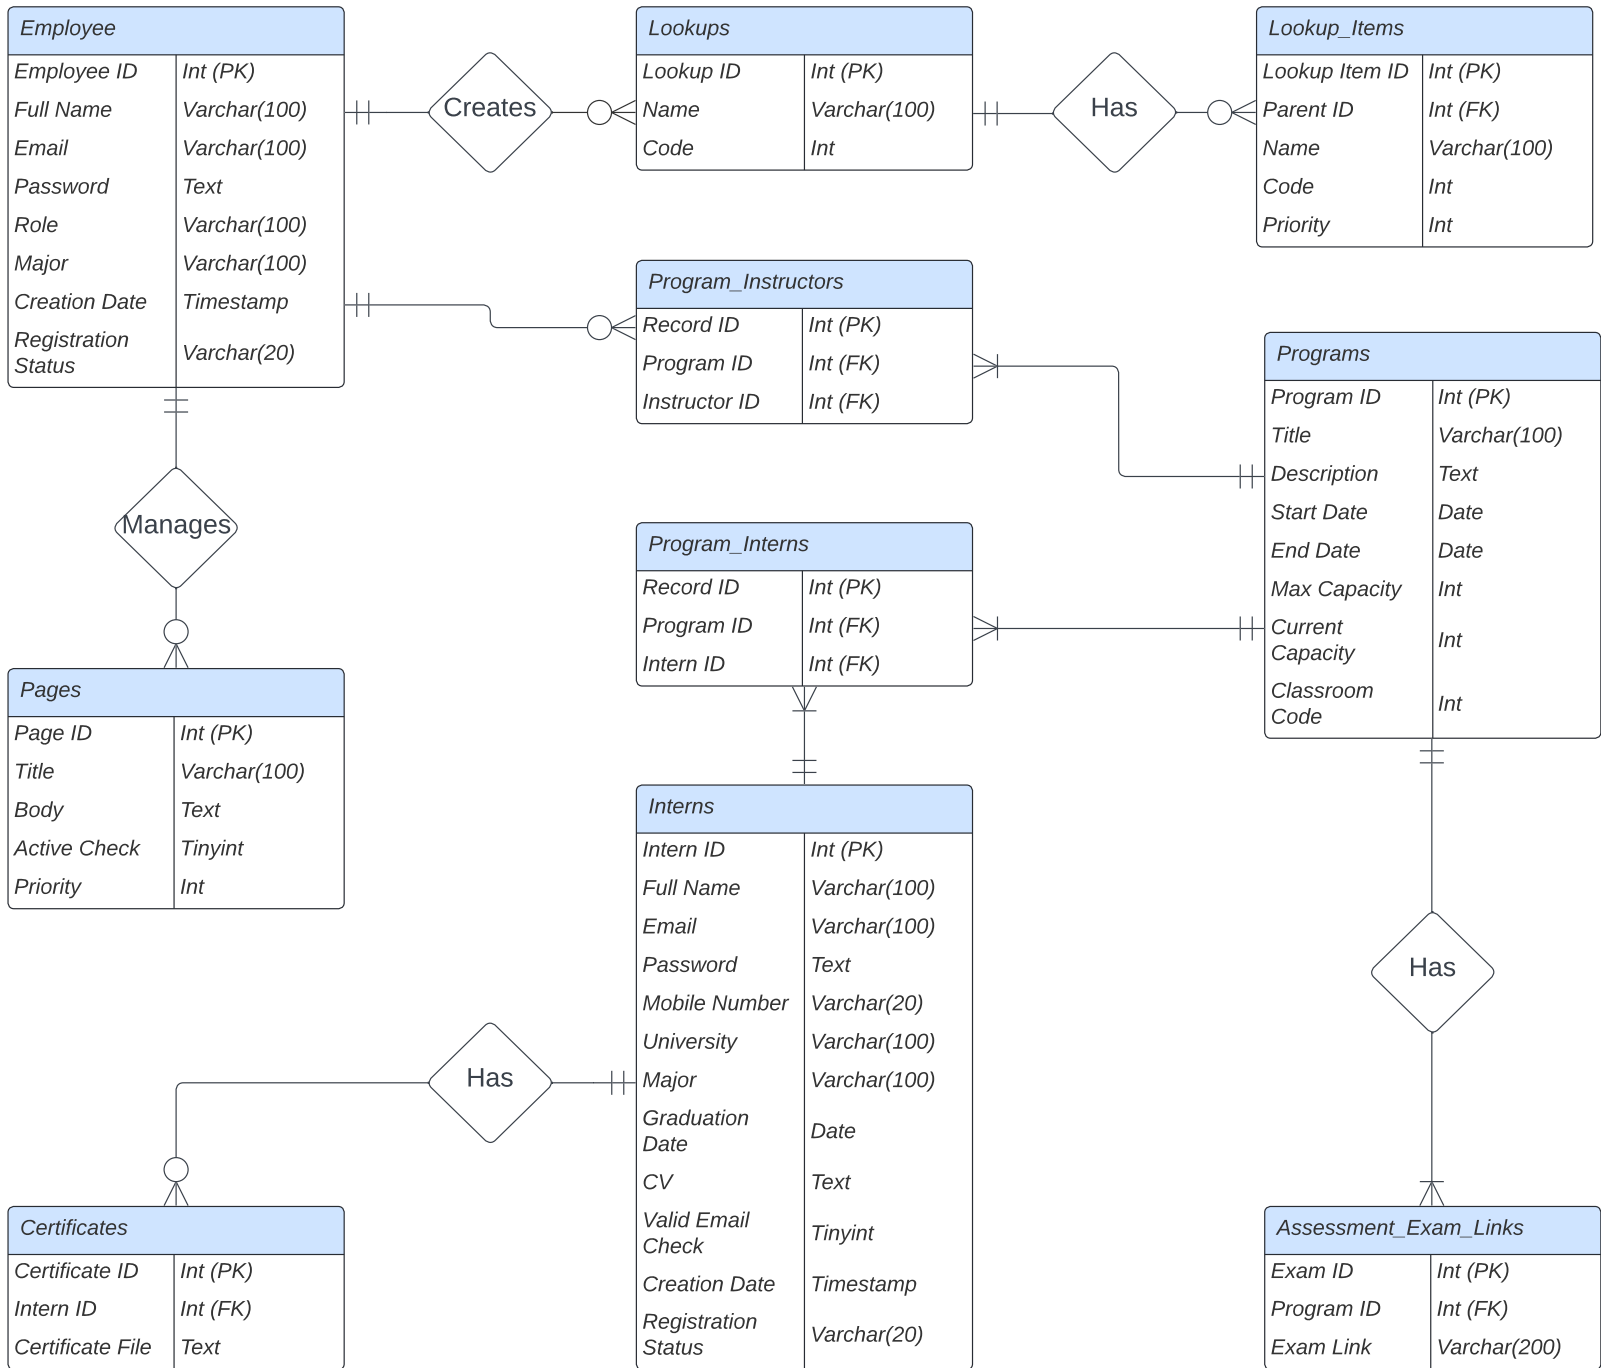 Employee
Employee ID Int (PK)
Full Name Varchar(100)
Email Varchar(100)
Password Text
Role Varchar(100)
Major Varchar(100)
Creation Date Timestamp
Registration
Status Varchar(20)
Creates
Lookups
Lookup ID Int (PK)
Name Varchar(100)
Code Int
Has
Lookup_Items
Lookup Item ID Int (PK)
Parent ID Int (FK)
Name Varchar(100)
Code Int
Priority Int
Program_Instructors
Record ID Int (PK)
Program ID Int (FK)
Instructor ID Int (FK)
Programs
Program ID Int (PK)
Title Varchar(100)
Description Text
Start Date Date
End Date Date
Max Capacity Int
Current
Capacity Int
Classroom
Code Int
Manages
Program_Interns
Record ID Int (PK)
Program ID Int (FK)
Intern ID Int (FK)
Pages
Page ID Int (PK)
Title Varchar(100)
Body Text
Active Check Tinyint
Priority Int
Interns
Intern ID Int (PK)
Full Name Varchar(100)
Email Varchar(100)
Password Text
Mobile Number Varchar(20)
University Varchar(100)
Major Varchar(100)
Graduation
Date Date
CV Text
Valid Email
Check Tinyint
Creation Date Timestamp
Registration
Status Varchar(20)
Has
Has
Certificates
Certificate ID Int (PK)
Intern ID Int (FK)
Certificate File Text
Assessment_Exam_Links
Exam ID Int (PK)
Program ID Int (FK)
Exam Link Varchar(200)